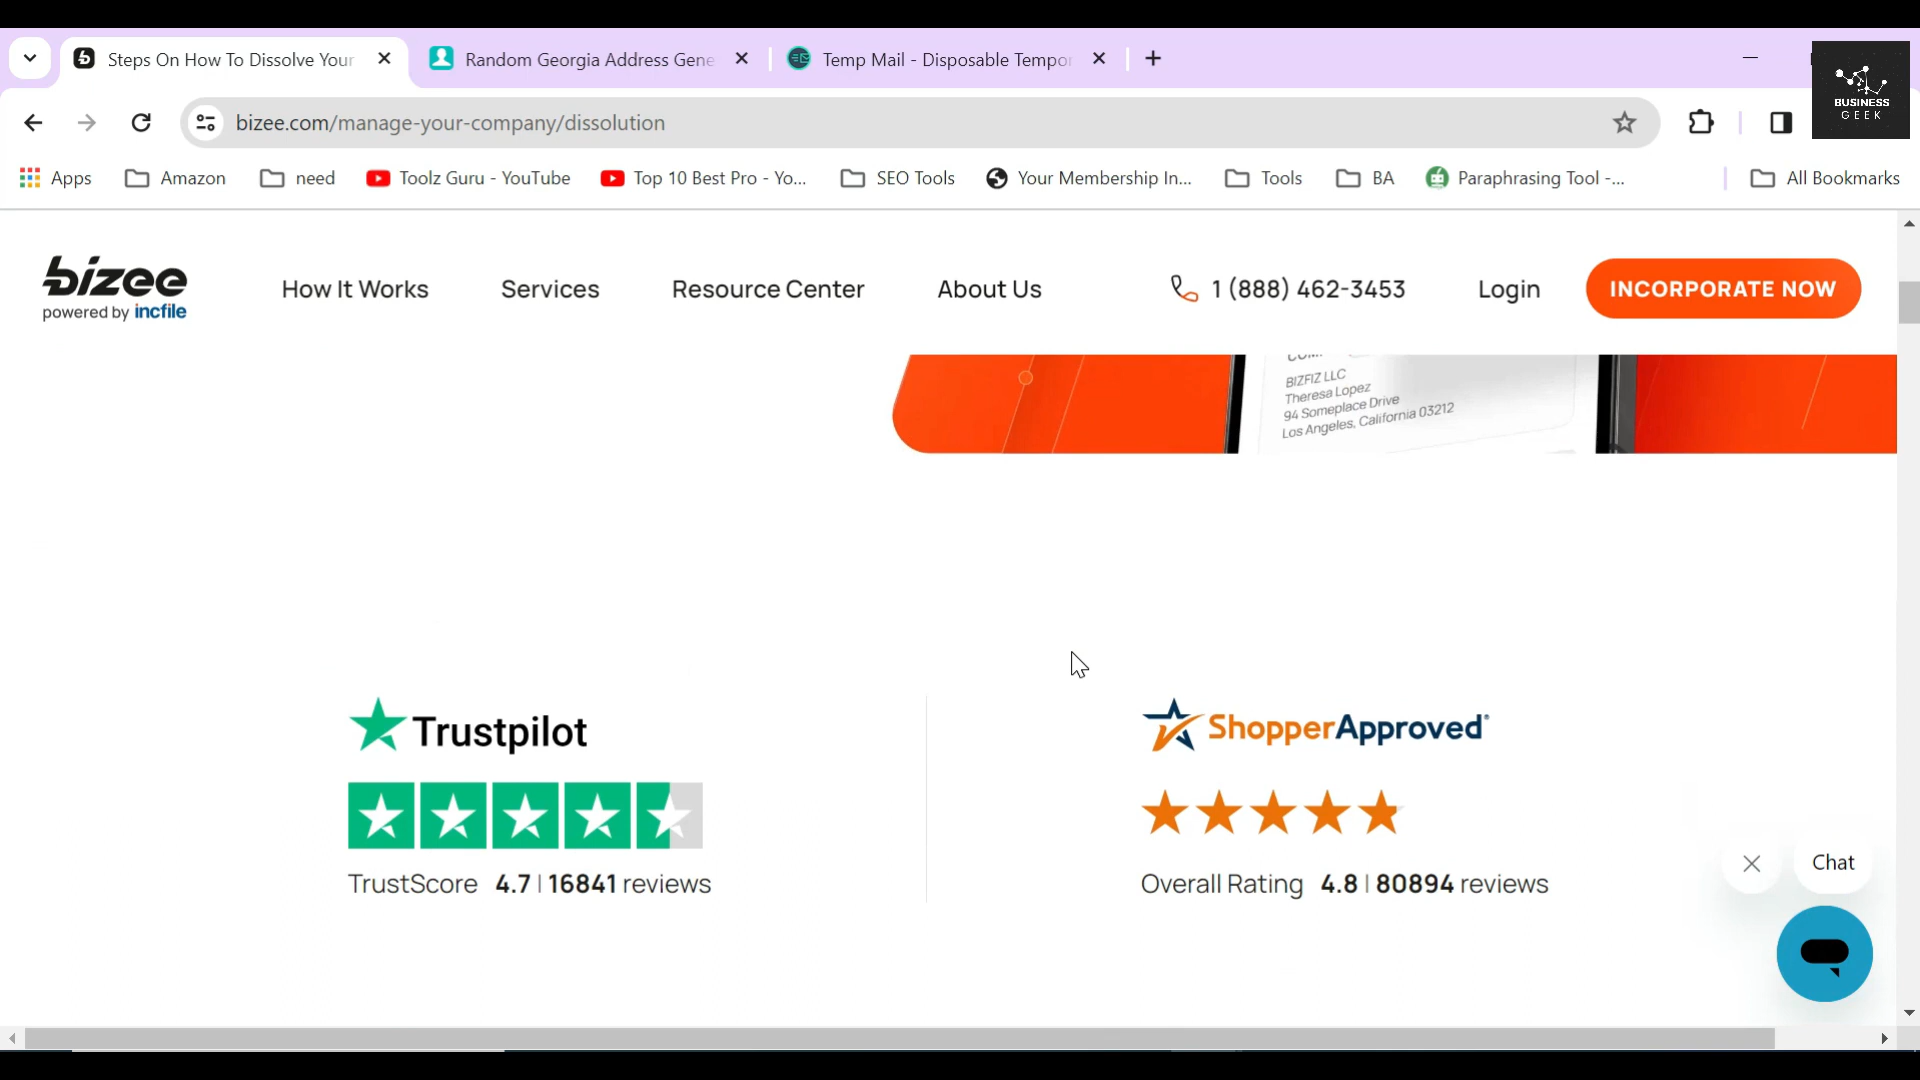 Steps On How To Dissolve Your
Random Georgia Address Gene
Temp Mail - Disposable Tempo
BUSINESS
GEEK
bizee.com/manage-your-company/dissolution
Apps
Amazon
need
Toolz Guru - YouTube
Top 10 Best Pro - Yo...
SEO Tools
Your Membership In...
Tools
BA
Paraphrasing Tool -...
All Bookmarks
bizee
powered by incfile
How It Works
Services
Resource Center
About Us
1 (888) 462-3453
Login
INCORPORATE NOW
BIZFIZ LLC
Theresa Lopez
94 Someplace Drive
Los Angeles, California 03212
Trustpilot
TrustScore 4.7 | 16841 reviews
ShopperApproved®
Overall Rating 4.8 | 80894 reviews
Chat